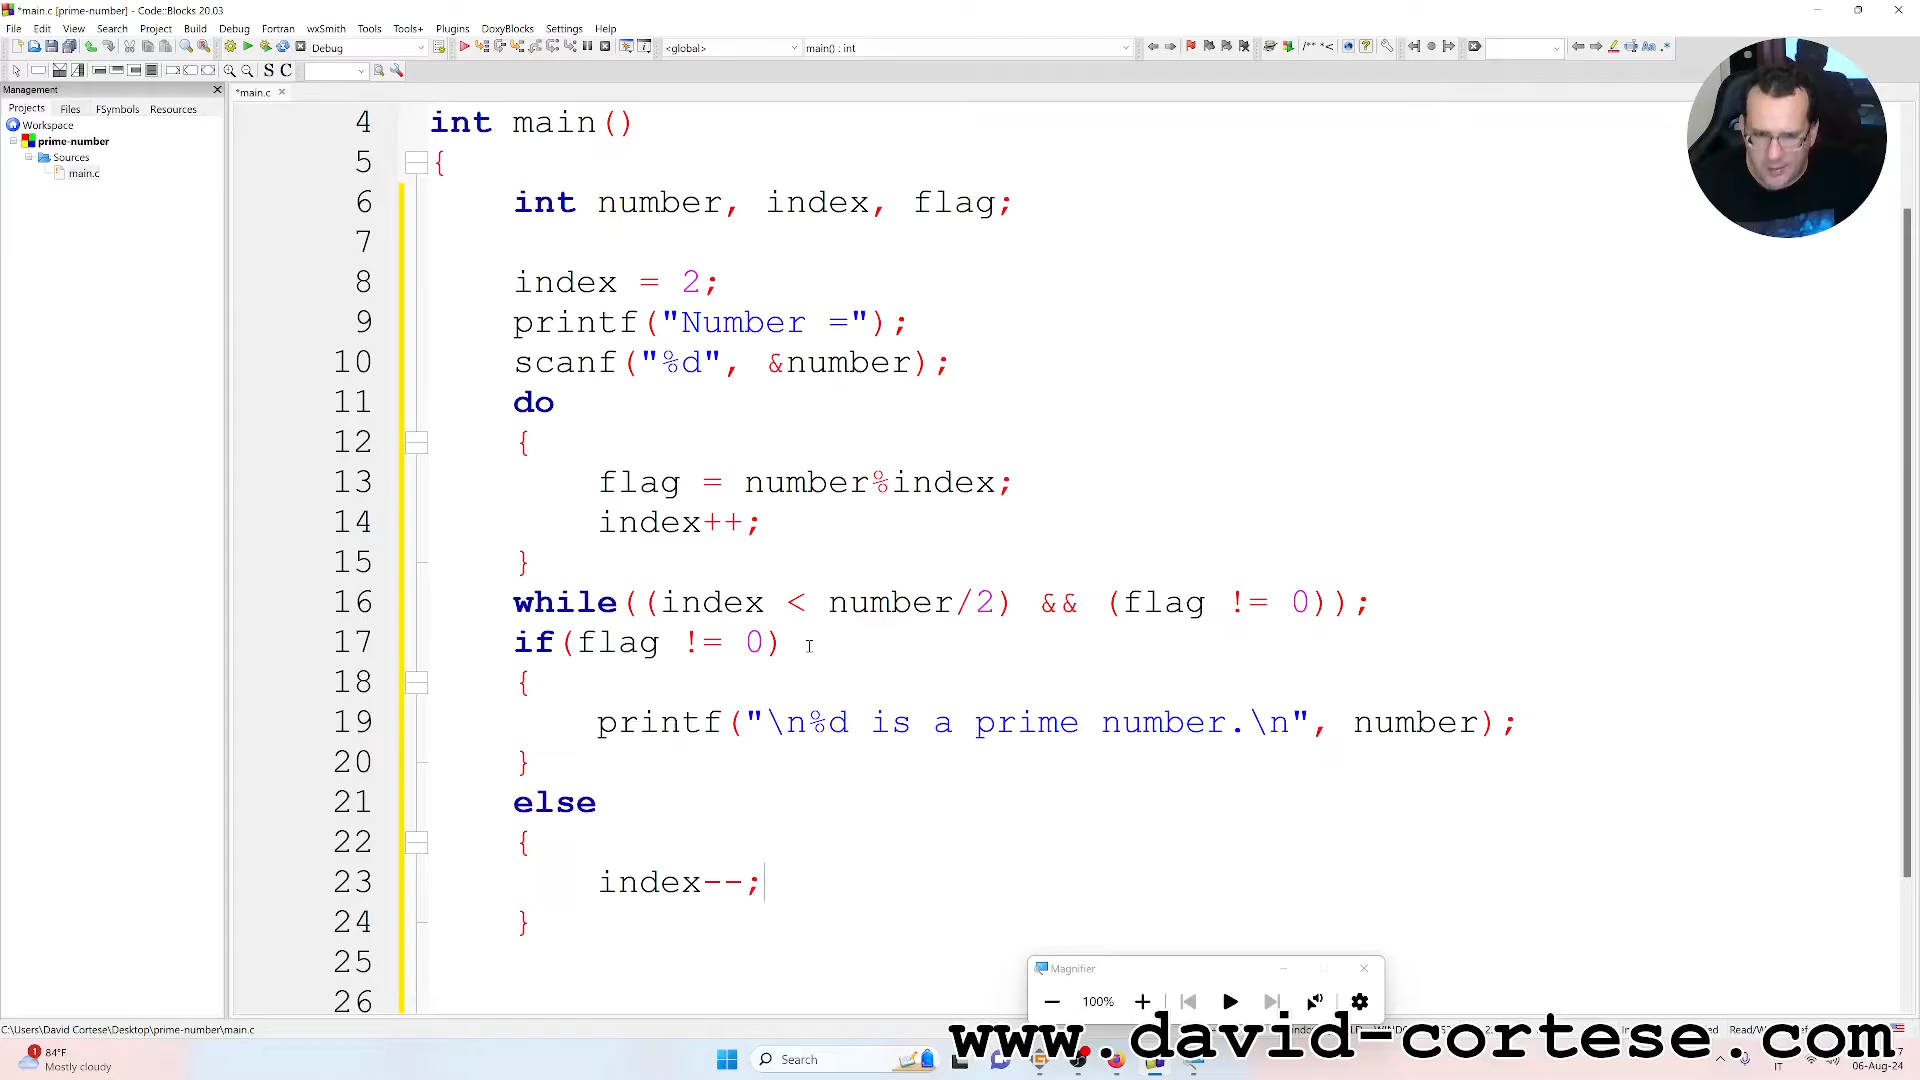 *main.c [prime-number] - Code::Blocks 20.03
File Edit View Search Project Build Debug Fortran wxSmith Tools Tools+ Plugins DoxyBlocks Settings Help
Debug <global> main() : int
S C
Management
Projects Files FSymbols Resources
Workspace
prime-number
Sources
main.c
*main.c
4 int main()
5 {
6 int number, index, flag;
7
8 index = 2;
9 printf("Number =");
10 scanf("%d", &number);
11 do
12 {
13 flag = number%index;
14 index++;
15 }
16 while((index < number/2) && (flag != 0));
17 if(flag != 0)
18 {
19 printf("\n%d is a prime number.\n", number);
20 }
21 else
22 {
23 index--;
24 }
25
26
Magnifier
100%
C:\Users\David Cortese\Desktop\prime-number\main.c
www.david-cortese.com
84°F
Mostly cloudy
1
Search
IT
06-Aug-24